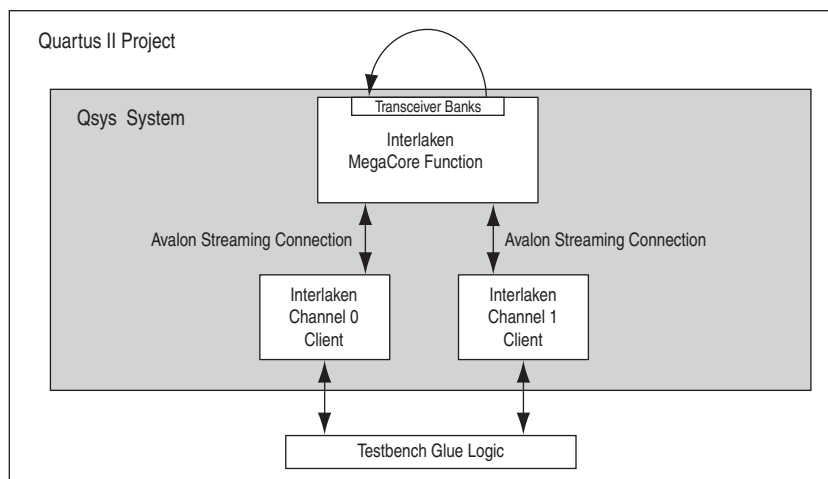 Quartus II Project
Qsys System
Transceiver Banks
Interlaken
MegaCore Function
Avalon Streaming Connection
Avalon Streaming Connection
Interlaken
Channel 0
Client
Interlaken
Channel 1
Client
Testbench Glue Logic